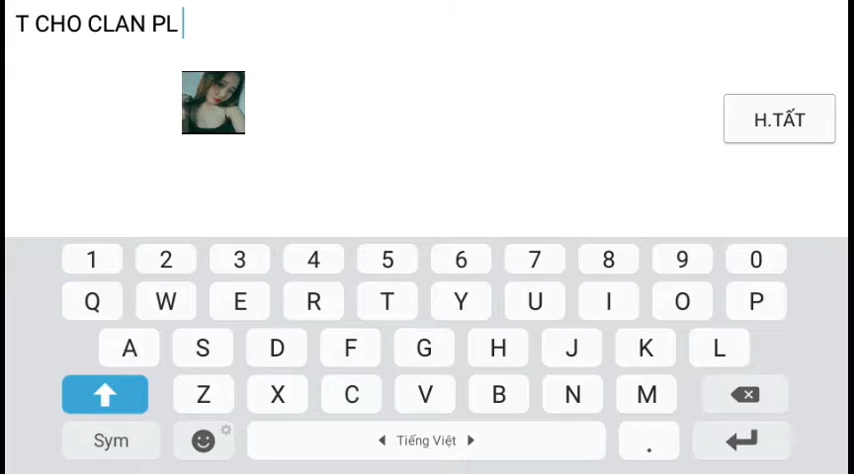 T CHO CLAN PL
H.TẤT
1 2 3 4 5 6 7 8 9 0
Q W E R T Y U I O P
A S D F G H J K L
Z X C V B N M
Sym Tiếng Việt .